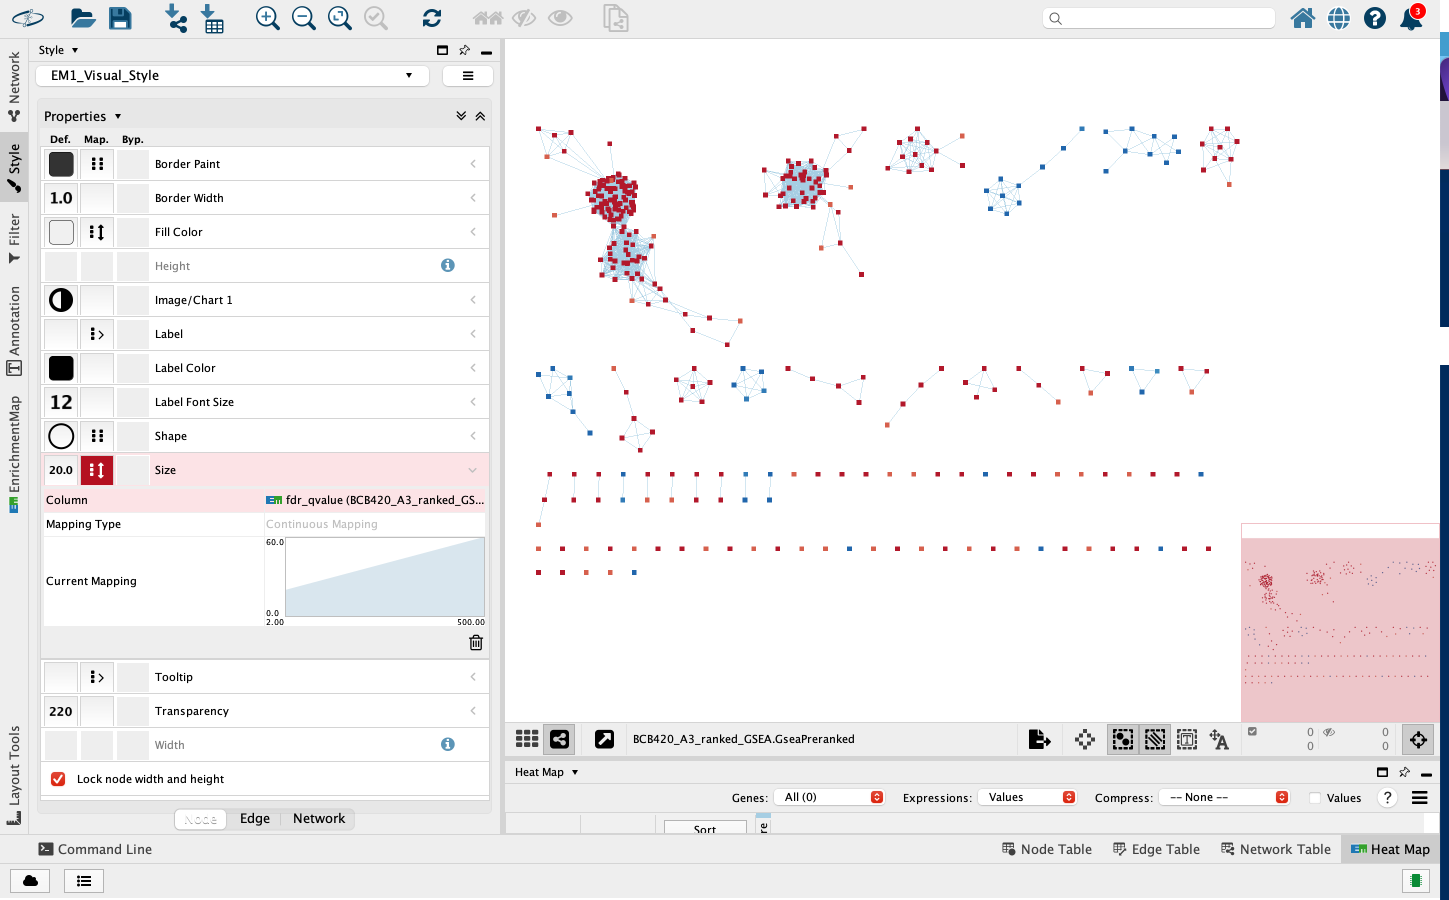 3
Style
EM1_Visual_Style
Properties
Def. Map. Byp.
Border Paint
1.0 Border Width
Fill Color
Height
Image/Chart 1
Label
Label Color
12 Label Font Size
Shape
20.0 Size
Column fdr_qvalue (BCB420_A3_ranked_GS...
Mapping Type Continuous Mapping
Current Mapping
60.0
0.0
2.00 500.00
Tooltip
220 Transparency
Width
Lock node width and height
Node Edge Network
Network
Style
Filter
Annotation
EnrichmentMap
Layout Tools
BCB420_A3_ranked_GSEA.GseaPreranked
0 0
0 0
Heat Map
Genes: All (0) Expressions: Values Compress: -- None -- Values ?
Sort
Command Line
Node Table Edge Table Network Table Heat Map